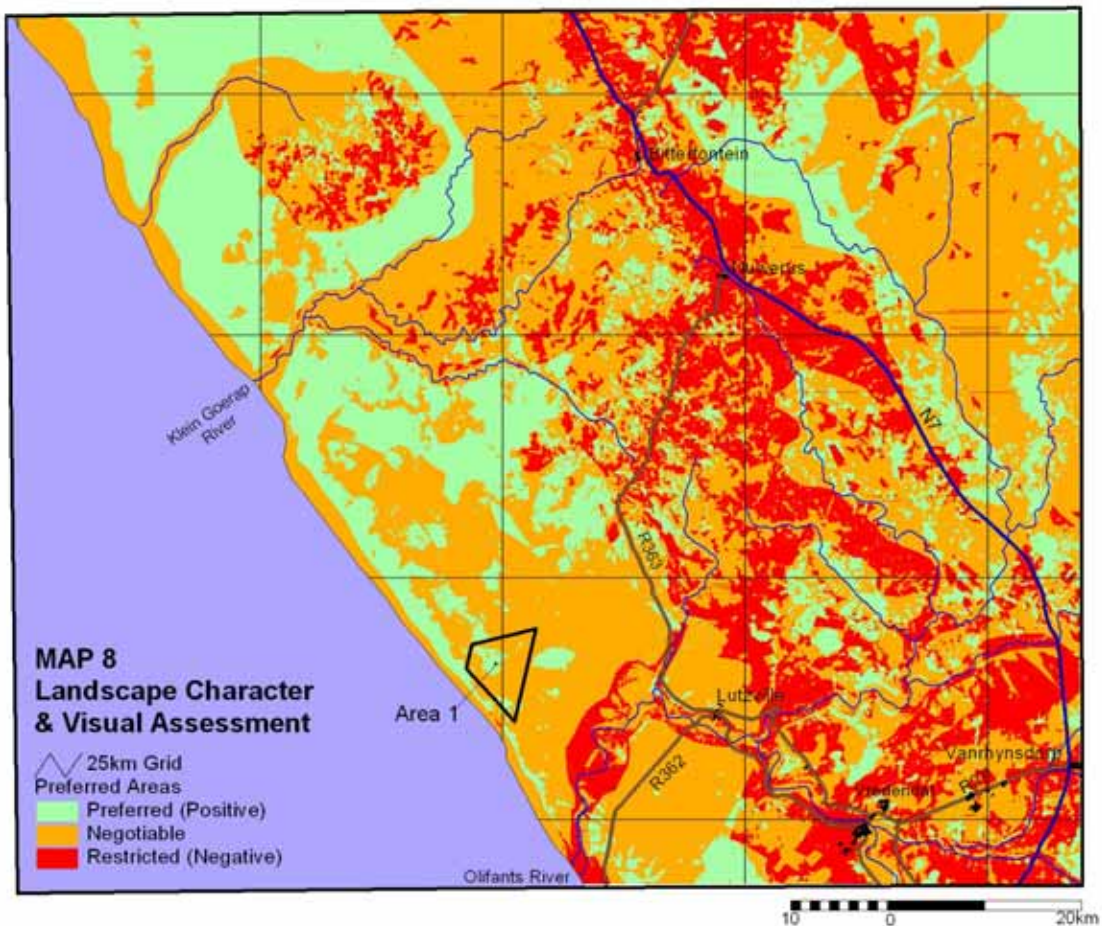 Bitterfontein
Nuwerus
Klein Goerap
River
N7
R363
MAP 8
Landscape Character
& Visual Assessment
Area 1
25km Grid
Preferred Areas
Preferred (Positive)
Negotiable
Restricted (Negative)
Lutzville
R362
Vanrhynsdorp
Vredendal
Olifants River
10 0 20km